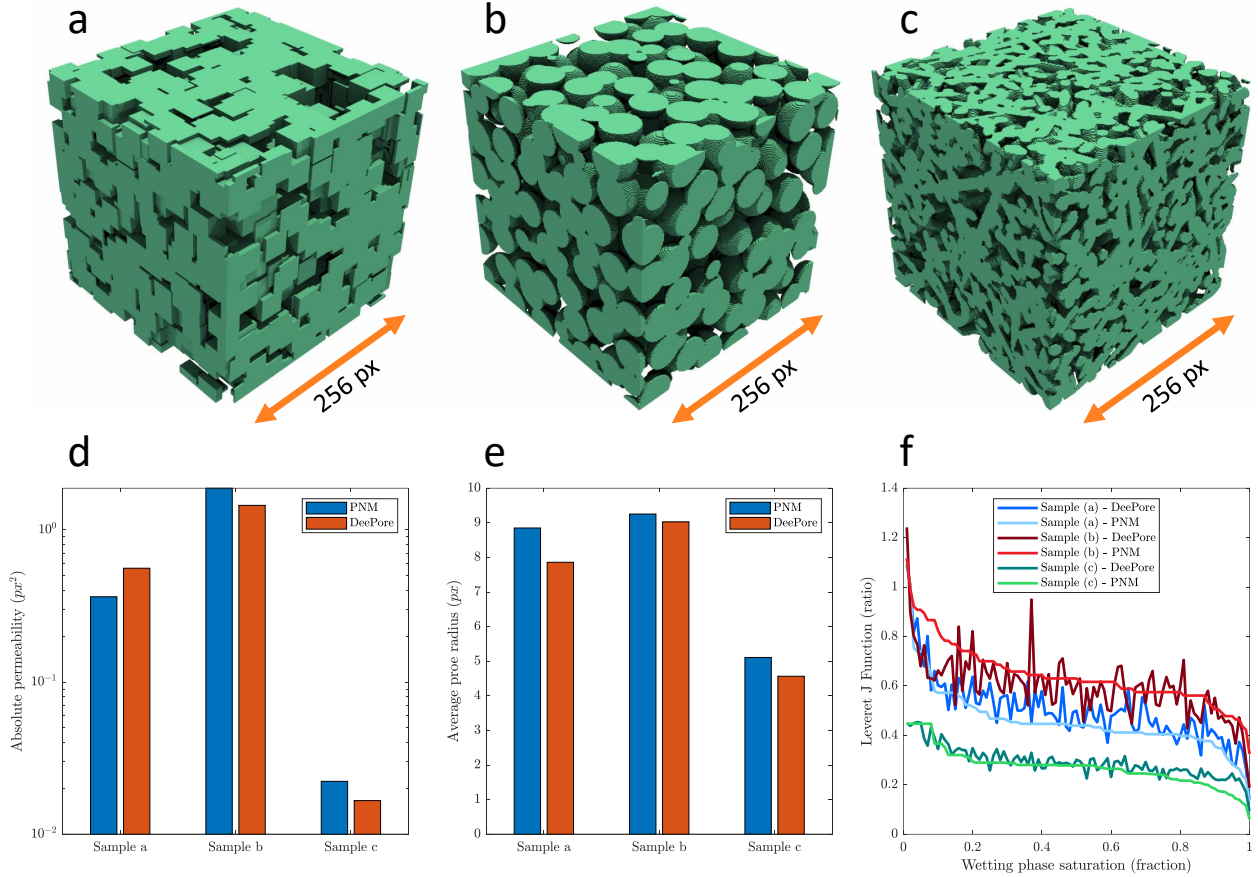 a
b
c
256 px
256 px
256 px
d
e
f
Absolute permeability (px²)
10⁰
10⁻¹
10⁻²
PNM
DeePore
Sample a
Sample b
Sample c
Average proe radius (px)
10
9
8
7
6
5
4
3
2
1
0
PNM
DeePore
Sample a
Sample b
Sample c
Leveret J Function (ratio)
1.4
1.2
1
0.8
0.6
0.4
0.2
0
Sample (a) - DeePore
Sample (a) - PNM
Sample (b) - DeePore
Sample (b) - PNM
Sample (c) - DeePore
Sample (c) - PNM
0
0.2
0.4
0.6
0.8
1
Wetting phase saturation (fraction)